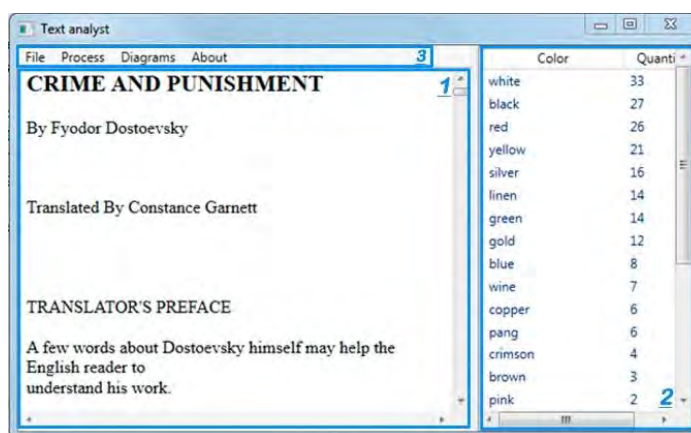 Text analyst
File Process Diagrams About 3
CRIME AND PUNISHMENT 1
By Fyodor Dostoevsky
Translated By Constance Garnett
TRANSLATOR'S PREFACE
A few words about Dostoevsky himself may help the
English reader to
understand his work.
Color Quanti
white 33
black 27
red 26
yellow 21
silver 16
linen 14
green 14
gold 12
blue 8
wine 7
copper 6
pang 6
crimson 4
brown 3
pink 2 2